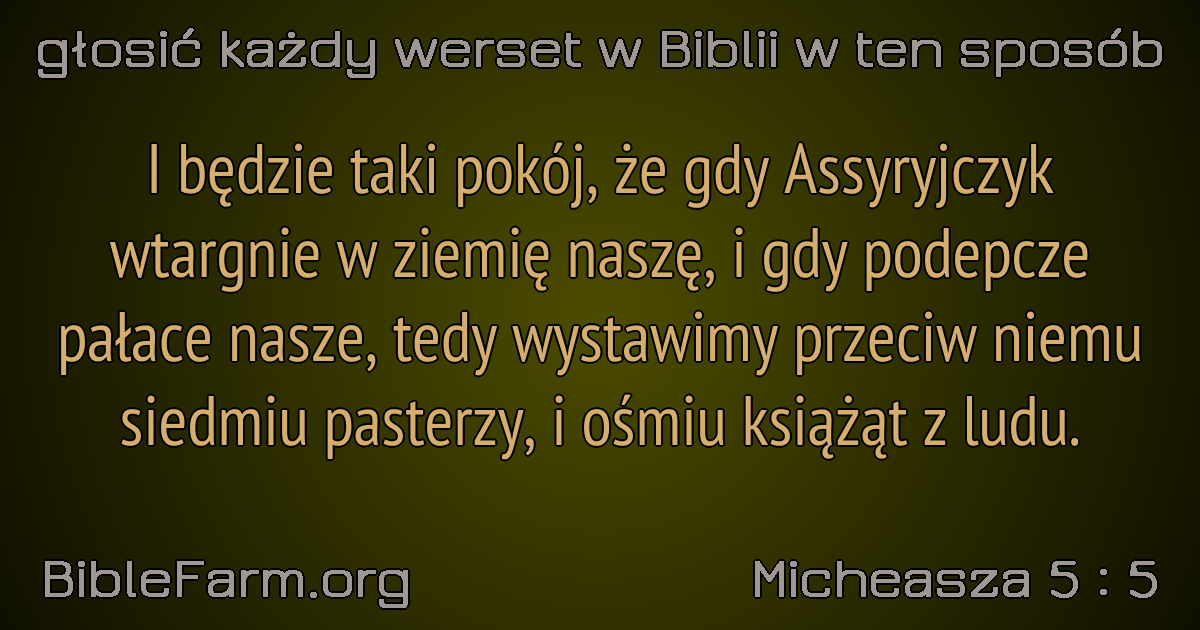 głosić każdy werset w Biblii w ten sposób
I będzie taki pokój, że gdy Assyryjczyk
wtargnie w ziemię naszę, i gdy podepcze
pałace nasze, tedy wystawimy przeciw niemu
siedmiu pasterzy, i ośmiu książąt z ludu.
BibleFarm.org
Micheasza 5 : 5